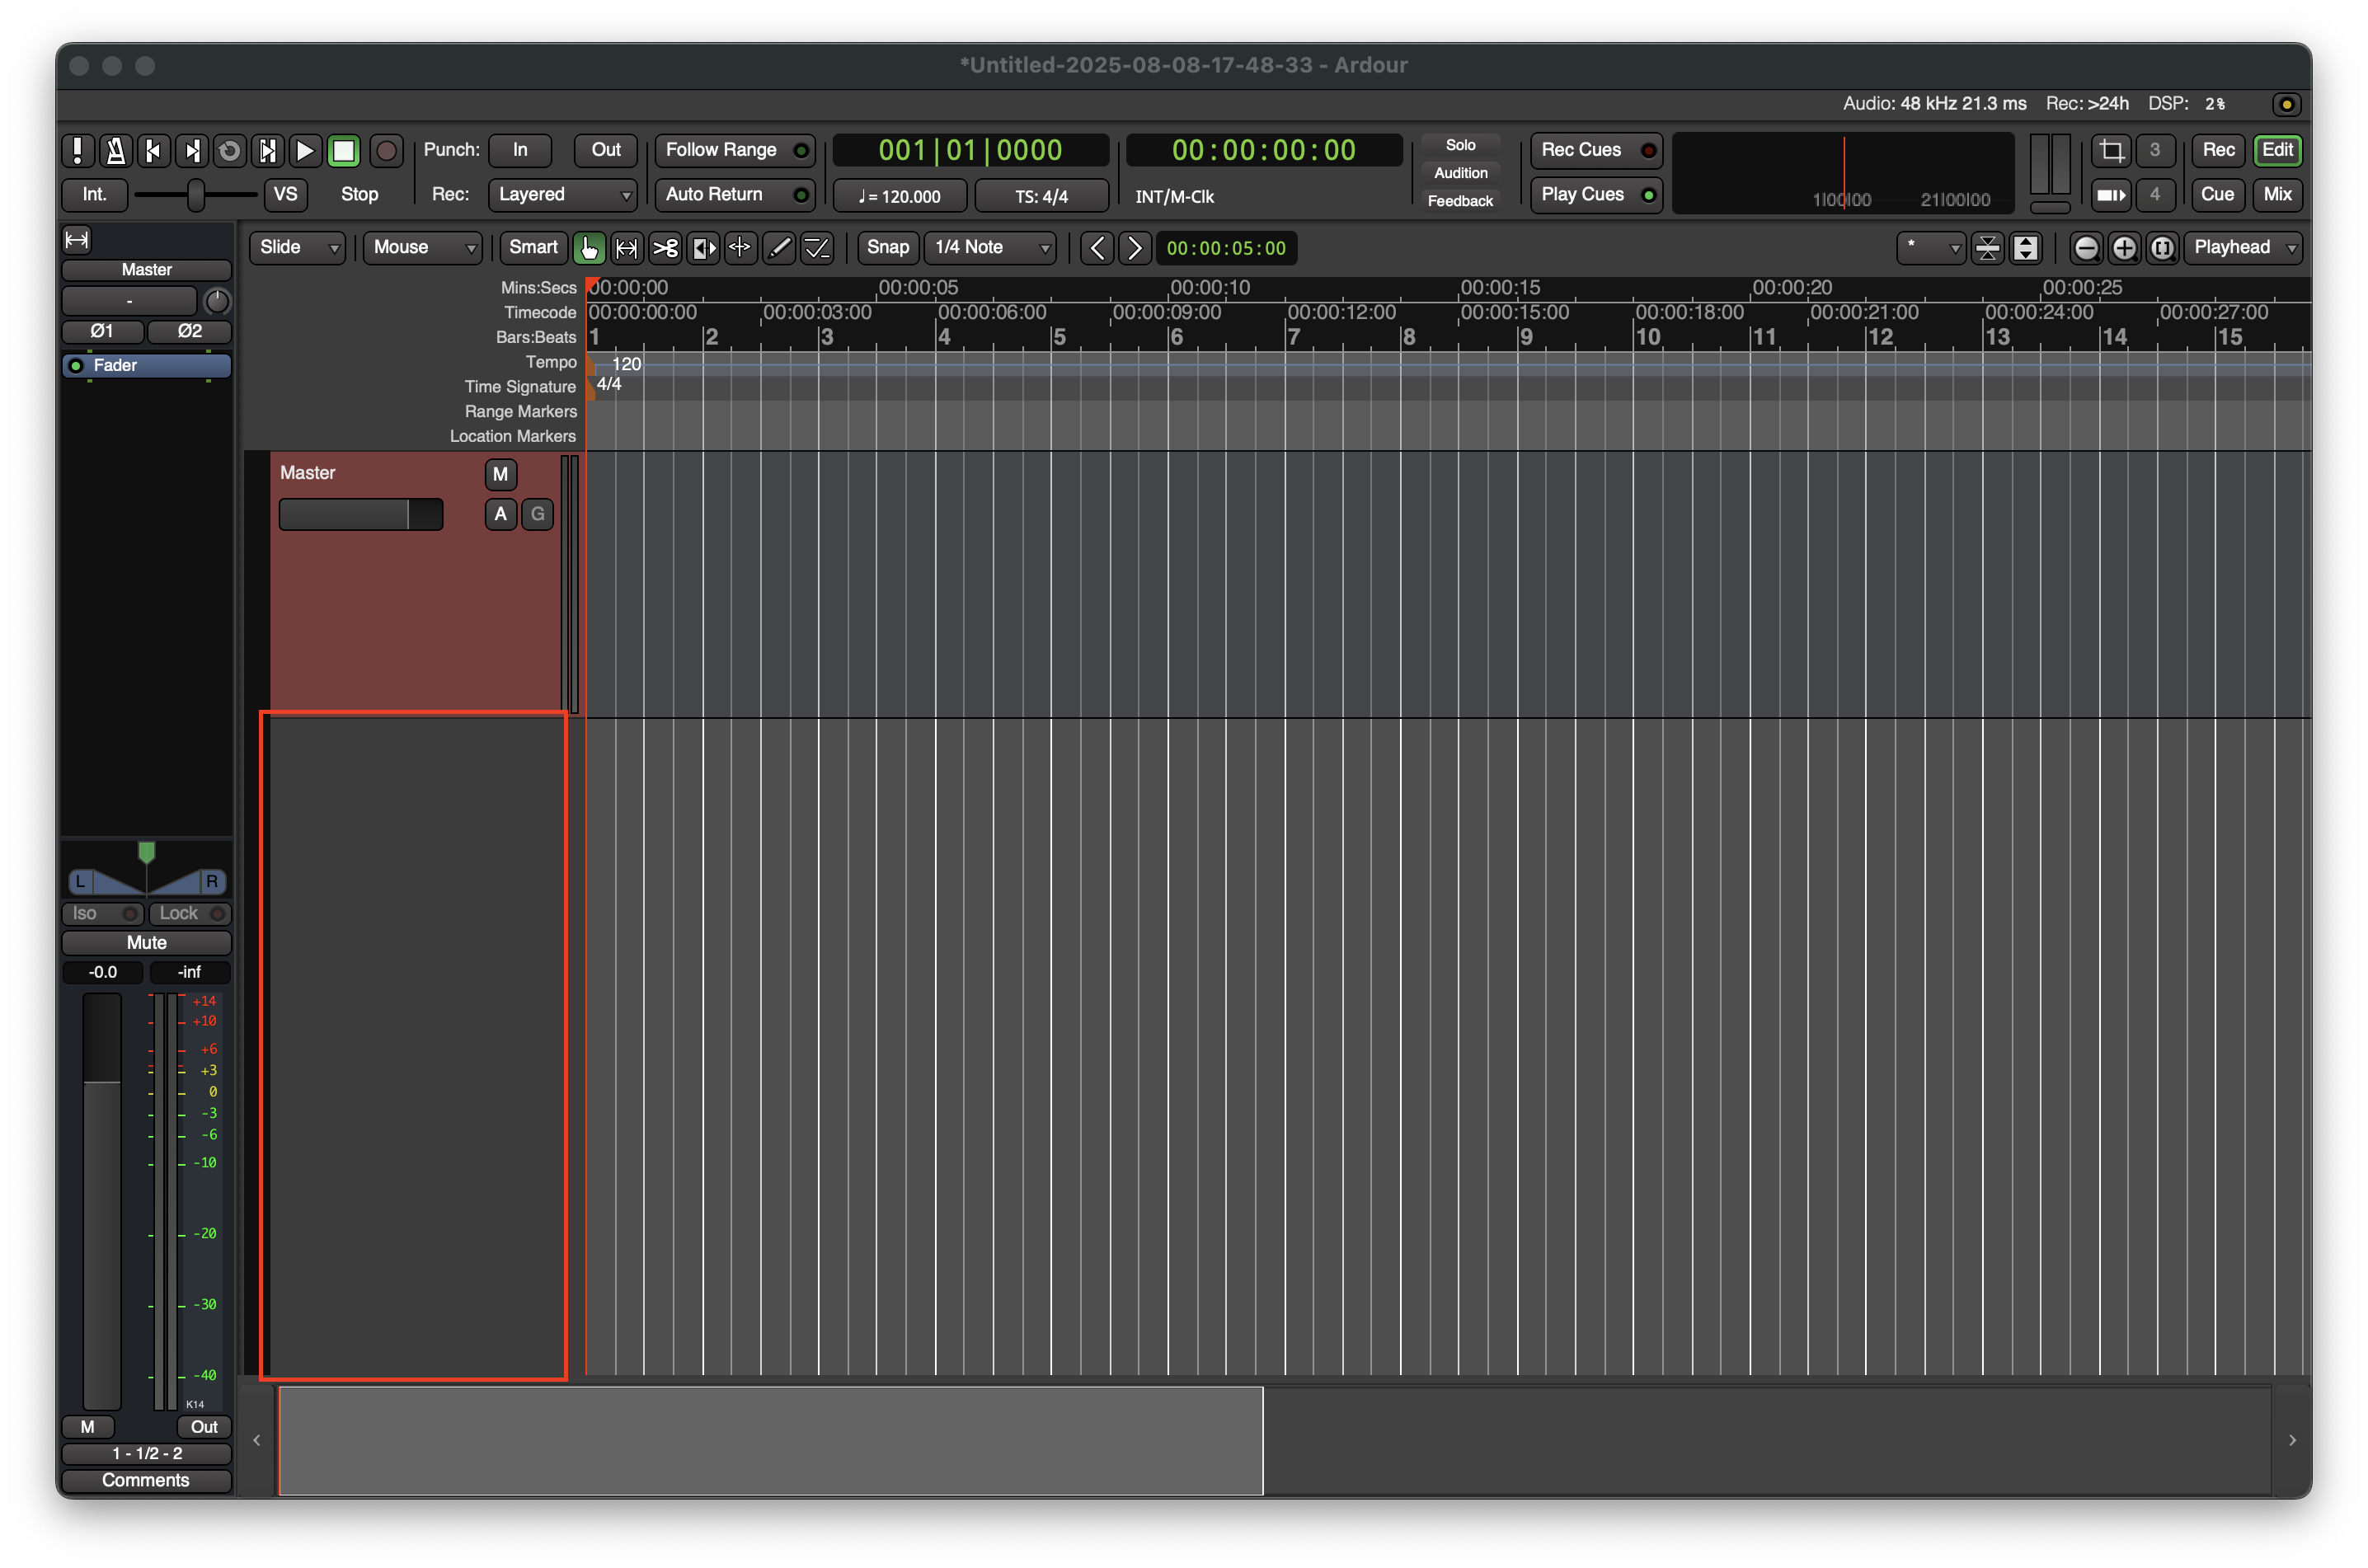 *Untitled-2025-08-08-17-48-33 - Ardour
Audio: 48 kHz 21.3 ms Rec: >24h DSP: 2%
Punch: In Out Follow Range 001|01|0000 00:00:00:00 Solo Rec Cues 3 Rec Edit
Audition
Int. VS Stop Rec: Layered Auto Return ♩= 120.000 TS: 4/4 INT/M-Clk Feedback Play Cues 1|00|00 21|00|00 4 Cue Mix
Slide Mouse Smart Snap 1/4 Note 00:00:05:00 * Playhead
Master
-
Ø1 Ø2
Fader
Mins:Secs 00:00:00 00:00:05 00:00:10 00:00:15 00:00:20 00:00:25
Timecode 00:00:00:00 00:00:03:00 00:00:06:00 00:00:09:00 00:00:12:00 00:00:15:00 00:00:18:00 00:00:21:00 00:00:24:00 00:00:27:00
Bars:Beats 1 2 3 4 5 6 7 8 9 10 11 12 13 14 15
Tempo 120
Time Signature 4/4
Range Markers
Location Markers
Master M
A G
L R
Iso Lock
Mute
-0.0 -inf
+14
+10
+6
+3
0
-3
-6
-10
-20
-30
-40
K14
M Out
1 - 1/2 - 2
Comments